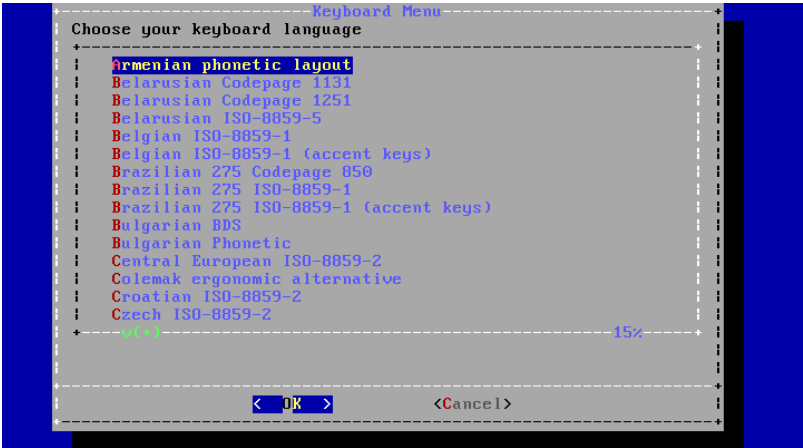 Keyboard Menu
Choose your keyboard language
Armenian phonetic layout
Belarusian Codepage 1131
Belarusian Codepage 1251
Belarusian ISO-8859-5
Belgian ISO-8859-1
Belgian ISO-8859-1 (accent keys)
Brazilian 275 Codepage 850
Brazilian 275 ISO-8859-1
Brazilian 275 ISO-8859-1 (accent keys)
Bulgarian BDS
Bulgarian Phonetic
Central European ISO-8859-2
Colemak ergonomic alternative
Croatian ISO-8859-2
Czech ISO-8859-2
v(+) 15%
< OK > <Cancel>